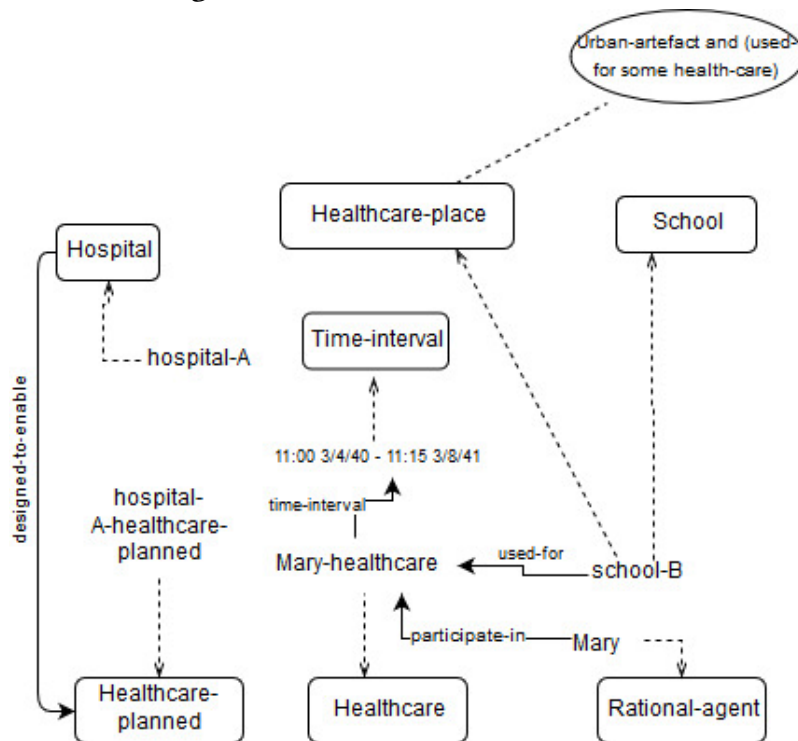 Urban-artefact and (used-
for some health-care)
Healthcare-place
School
Hospital
Time-interval
hospital-A
designed-to-enable
11:00 3/4/40 - 11:15 3/8/41
hospital-
A-healthcare-
planned
time-interval
Mary-healthcare
used-for
school-B
participate-in
Mary
Healthcare-
planned
Healthcare
Rational-agent